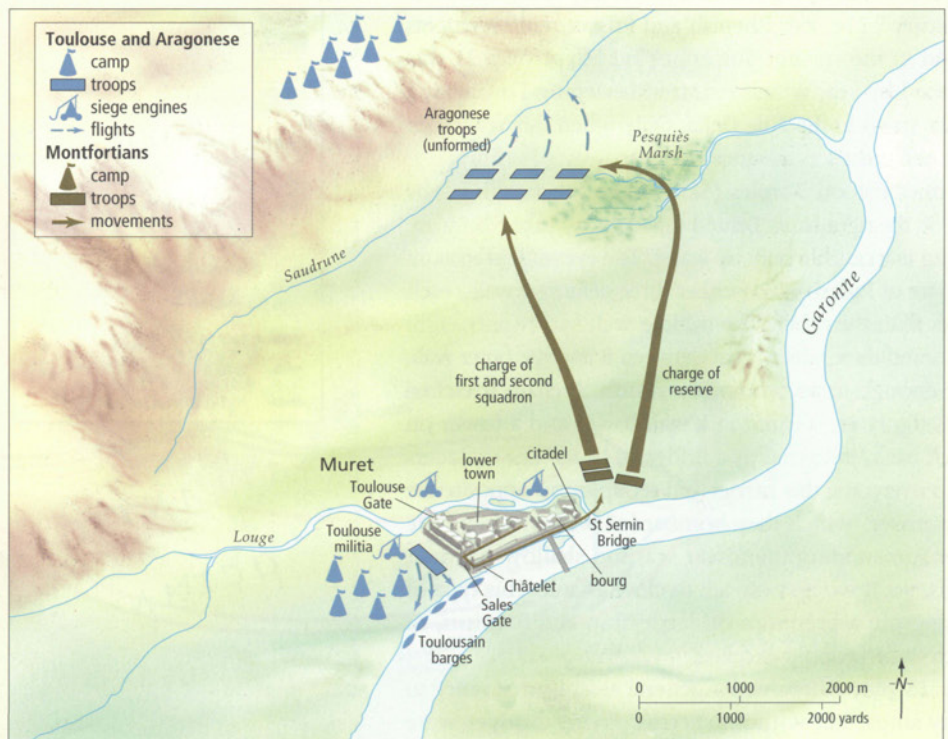 Toulouse and Aragonese
camp
troops
siege engines
flights
Montfortians
camp
troops
movements
Aragonese
troops
(unformed)
Pesquiès
Marsh
Saudrune
Garonne
charge of
first and second
squadron
charge of
reserve
Muret
Toulouse
Gate
lower
town
citadel
Louge
Toulouse
militia
St Sernin
Bridge
Châtelet
bourg
Sales
Gate
Toulousain
barges
N
0 1000 2000 m
0 1000 2000 yards